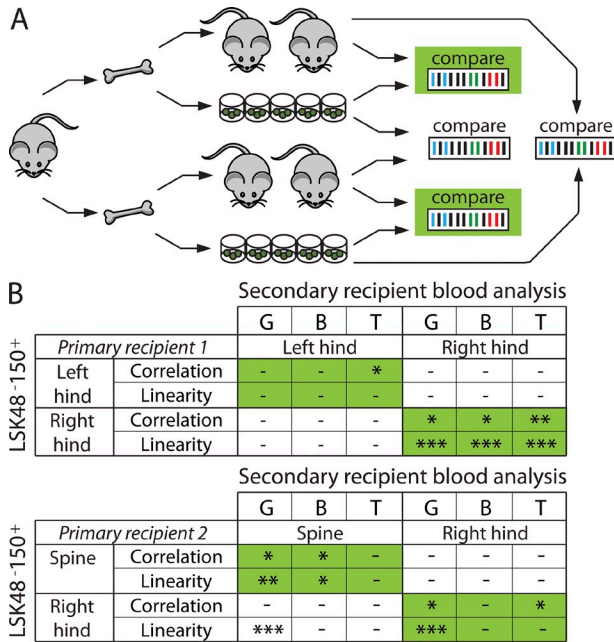 A
compare
compare
compare
compare
B
Secondary recipient blood analysis
G B T G B T
Primary recipient 1 Left hind Right hind
LSK48-150+
Left hind Correlation - - * - - -
Linearity - - - - - -
Right hind Correlation - - - * * **
Linearity - - - *** *** ***
Secondary recipient blood analysis
G B T G B T
Primary recipient 2 Spine Right hind
LSK48-150+
Spine Correlation * * - - - -
Linearity ** * - - - -
Right hind Correlation - - - * - *
Linearity *** - - *** - -